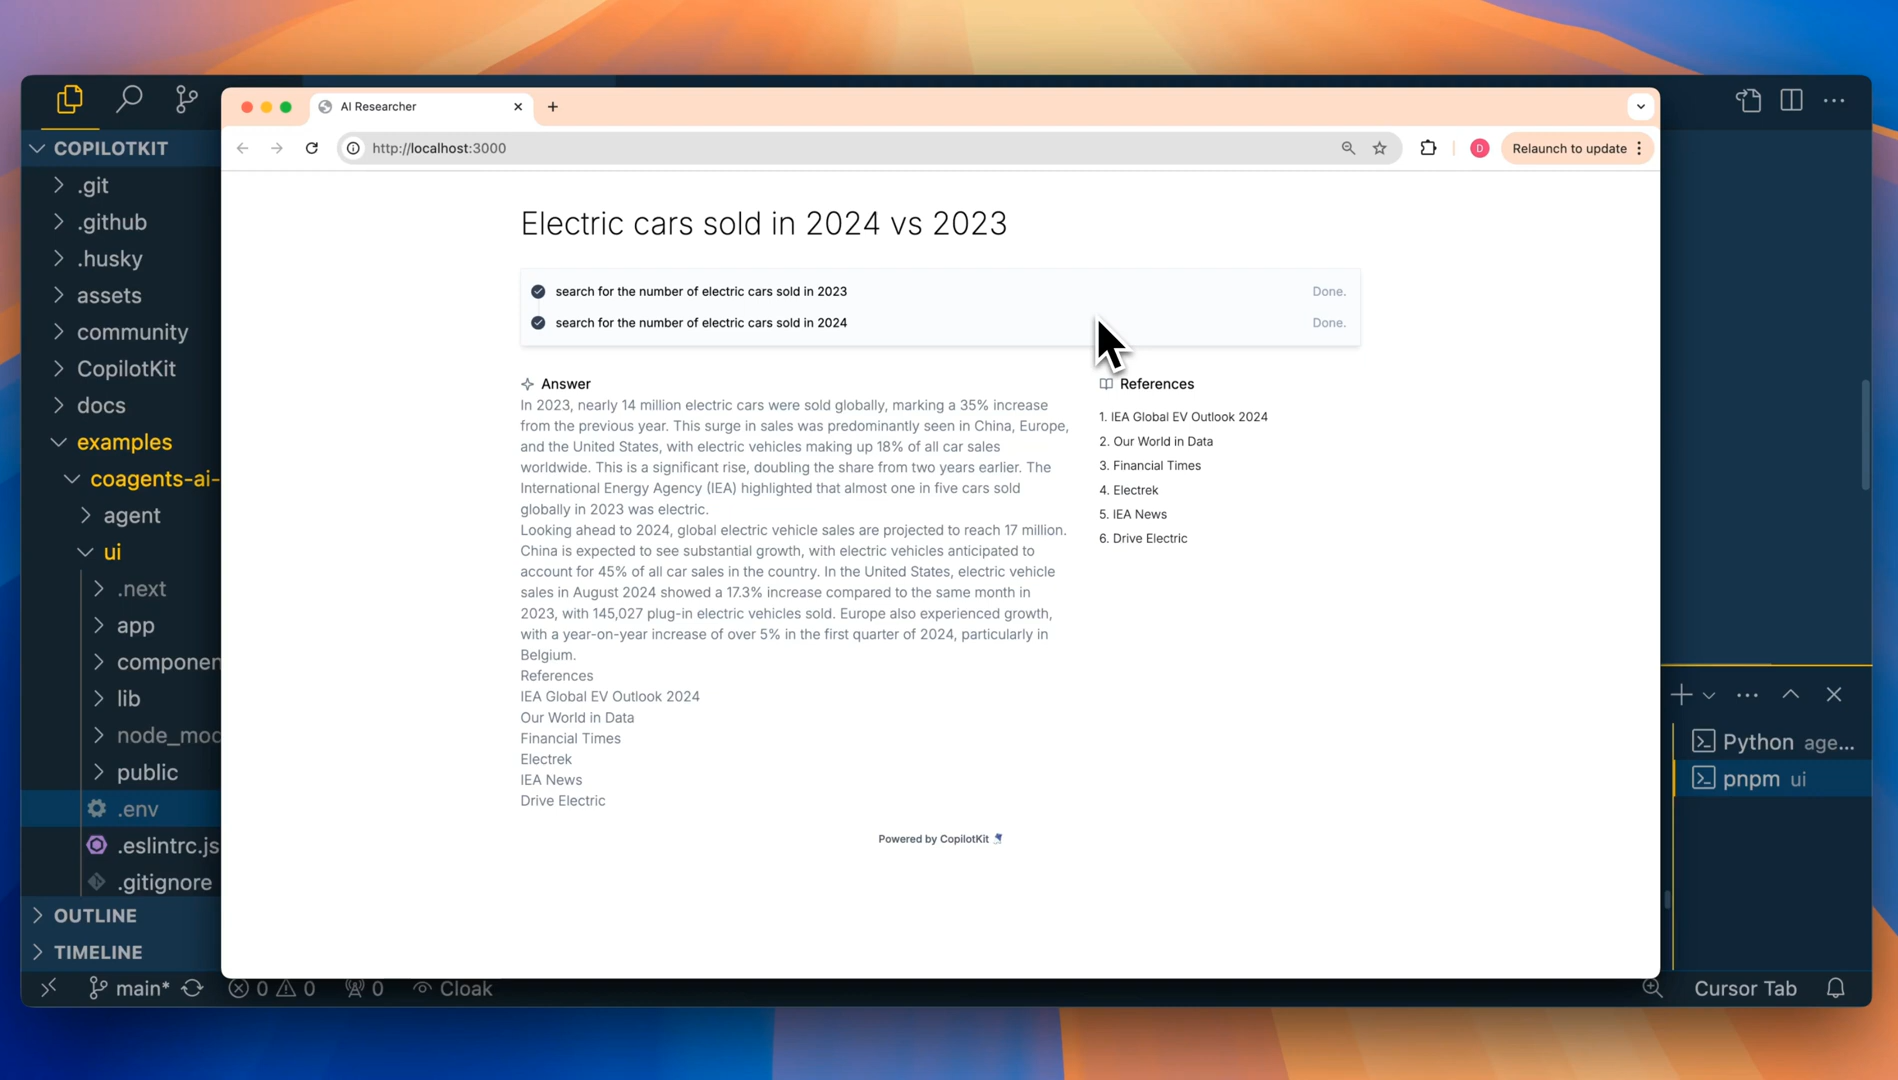 AI Researcher
http://localhost:3000
D
Relaunch to update
COPILOTKIT
.git
.github
.husky
assets
community
CopilotKit
docs
examples
coagents-ai-
agent
ui
.next
app
componen
lib
node_moc
public
.env
.eslintrc.js
.gitignore
OUTLINE
TIMELINE
Electric cars sold in 2024 vs 2023
search for the number of electric cars sold in 2023 Done.
search for the number of electric cars sold in 2024 Done.
Answer
In 2023, nearly 14 million electric cars were sold globally, marking a 35% increase
from the previous year. This surge in sales was predominantly seen in China, Europe,
and the United States, with electric vehicles making up 18% of all car sales
worldwide. This is a significant rise, doubling the share from two years earlier. The
International Energy Agency (IEA) highlighted that almost one in five cars sold
globally in 2023 was electric.
Looking ahead to 2024, global electric vehicle sales are projected to reach 17 million.
China is expected to see substantial growth, with electric vehicles anticipated to
account for 45% of all car sales in the country. In the United States, electric vehicle
sales in August 2024 showed a 17.3% increase compared to the same month in
2023, with 145,027 plug-in electric vehicles sold. Europe also experienced growth,
with a year-on-year increase of over 5% in the first quarter of 2024, particularly in
Belgium.
References
IEA Global EV Outlook 2024
Our World in Data
Financial Times
Electrek
IEA News
Drive Electric
References
1. IEA Global EV Outlook 2024
2. Our World in Data
3. Financial Times
4. Electrek
5. IEA News
6. Drive Electric
Powered by CopilotKit
Python age...
pnpm ui
main* 0 0 0 Cloak
Cursor Tab